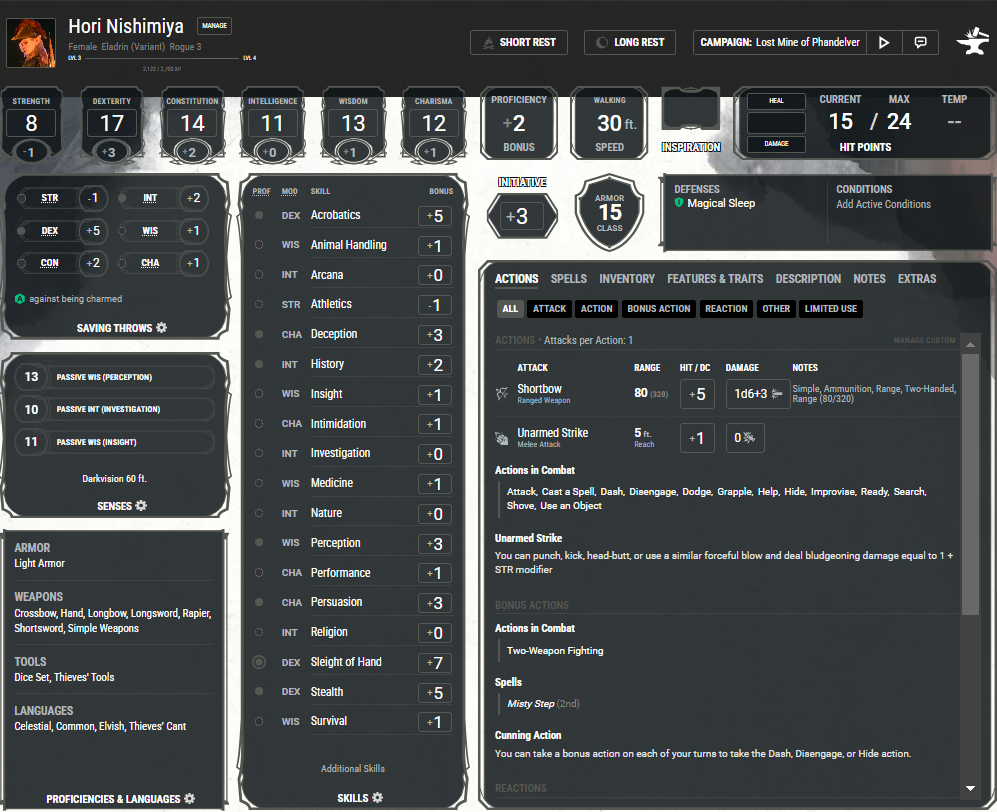 Hori Nishimiya
MANAGE
Female Eladrin (Variant) Rogue 3
LVL 3
LVL 4
2,122 / 2,700 XP
SHORT REST
LONG REST
CAMPAIGN: Lost Mine of Phandelver
STRENGTH
8
-1
DEXTERITY
17
+3
CONSTITUTION
14
+2
INTELLIGENCE
11
+0
WISDOM
13
+1
CHARISMA
12
+1
PROFICIENCY
+2
BONUS
WALKING
30 ft.
SPEED
INSPIRATION
HEAL
DAMAGE
CURRENT MAX TEMP
15 / 24 --
HIT POINTS
STR -1 INT +2
DEX +5 WIS +1
CON +2 CHA +1
A against being charmed
SAVING THROWS
13 PASSIVE WIS (PERCEPTION)
10 PASSIVE INT (INVESTIGATION)
11 PASSIVE WIS (INSIGHT)
Darkvision 60 ft.
SENSES
ARMOR
Light Armor
WEAPONS
Crossbow, Hand, Longbow, Longsword, Rapier,
Shortsword, Simple Weapons
TOOLS
Dice Set, Thieves' Tools
LANGUAGES
Celestial, Common, Elvish, Thieves' Cant
PROFICIENCIES & LANGUAGES
PROF MOD SKILL BONUS
DEX Acrobatics +5
WIS Animal Handling +1
INT Arcana +0
STR Athletics -1
CHA Deception +3
INT History +2
WIS Insight +1
CHA Intimidation +1
INT Investigation +0
WIS Medicine +1
INT Nature +0
WIS Perception +3
CHA Performance +1
CHA Persuasion +3
INT Religion +0
DEX Sleight of Hand +7
DEX Stealth +5
WIS Survival +1
Additional Skills
SKILLS
INITIATIVE
+3
ARMOR
15
CLASS
DEFENSES
Magical Sleep
CONDITIONS
Add Active Conditions
ACTIONS SPELLS INVENTORY FEATURES & TRAITS DESCRIPTION NOTES EXTRAS
ALL ATTACK ACTION BONUS ACTION REACTION OTHER LIMITED USE
ACTIONS • Attacks per Action: 1
MANAGE CUSTOM
ATTACK RANGE HIT / DC DAMAGE NOTES
Shortbow 80 (320) +5 1d6+3 Simple, Ammunition, Range, Two-Handed,
Ranged Weapon Range (80/320)
Unarmed Strike 5 ft. +1 0
Melee Attack Reach
Actions in Combat
Attack, Cast a Spell, Dash, Disengage, Dodge, Grapple, Help, Hide, Improvise, Ready, Search,
Shove, Use an Object
Unarmed Strike
You can punch, kick, head-butt, or use a similar forceful blow and deal bludgeoning damage equal to 1 +
STR modifier
BONUS ACTIONS
Actions in Combat
Two-Weapon Fighting
Spells
Misty Step (2nd)
Cunning Action
You can take a bonus action on each of your turns to take the Dash, Disengage, or Hide action.
REACTIONS